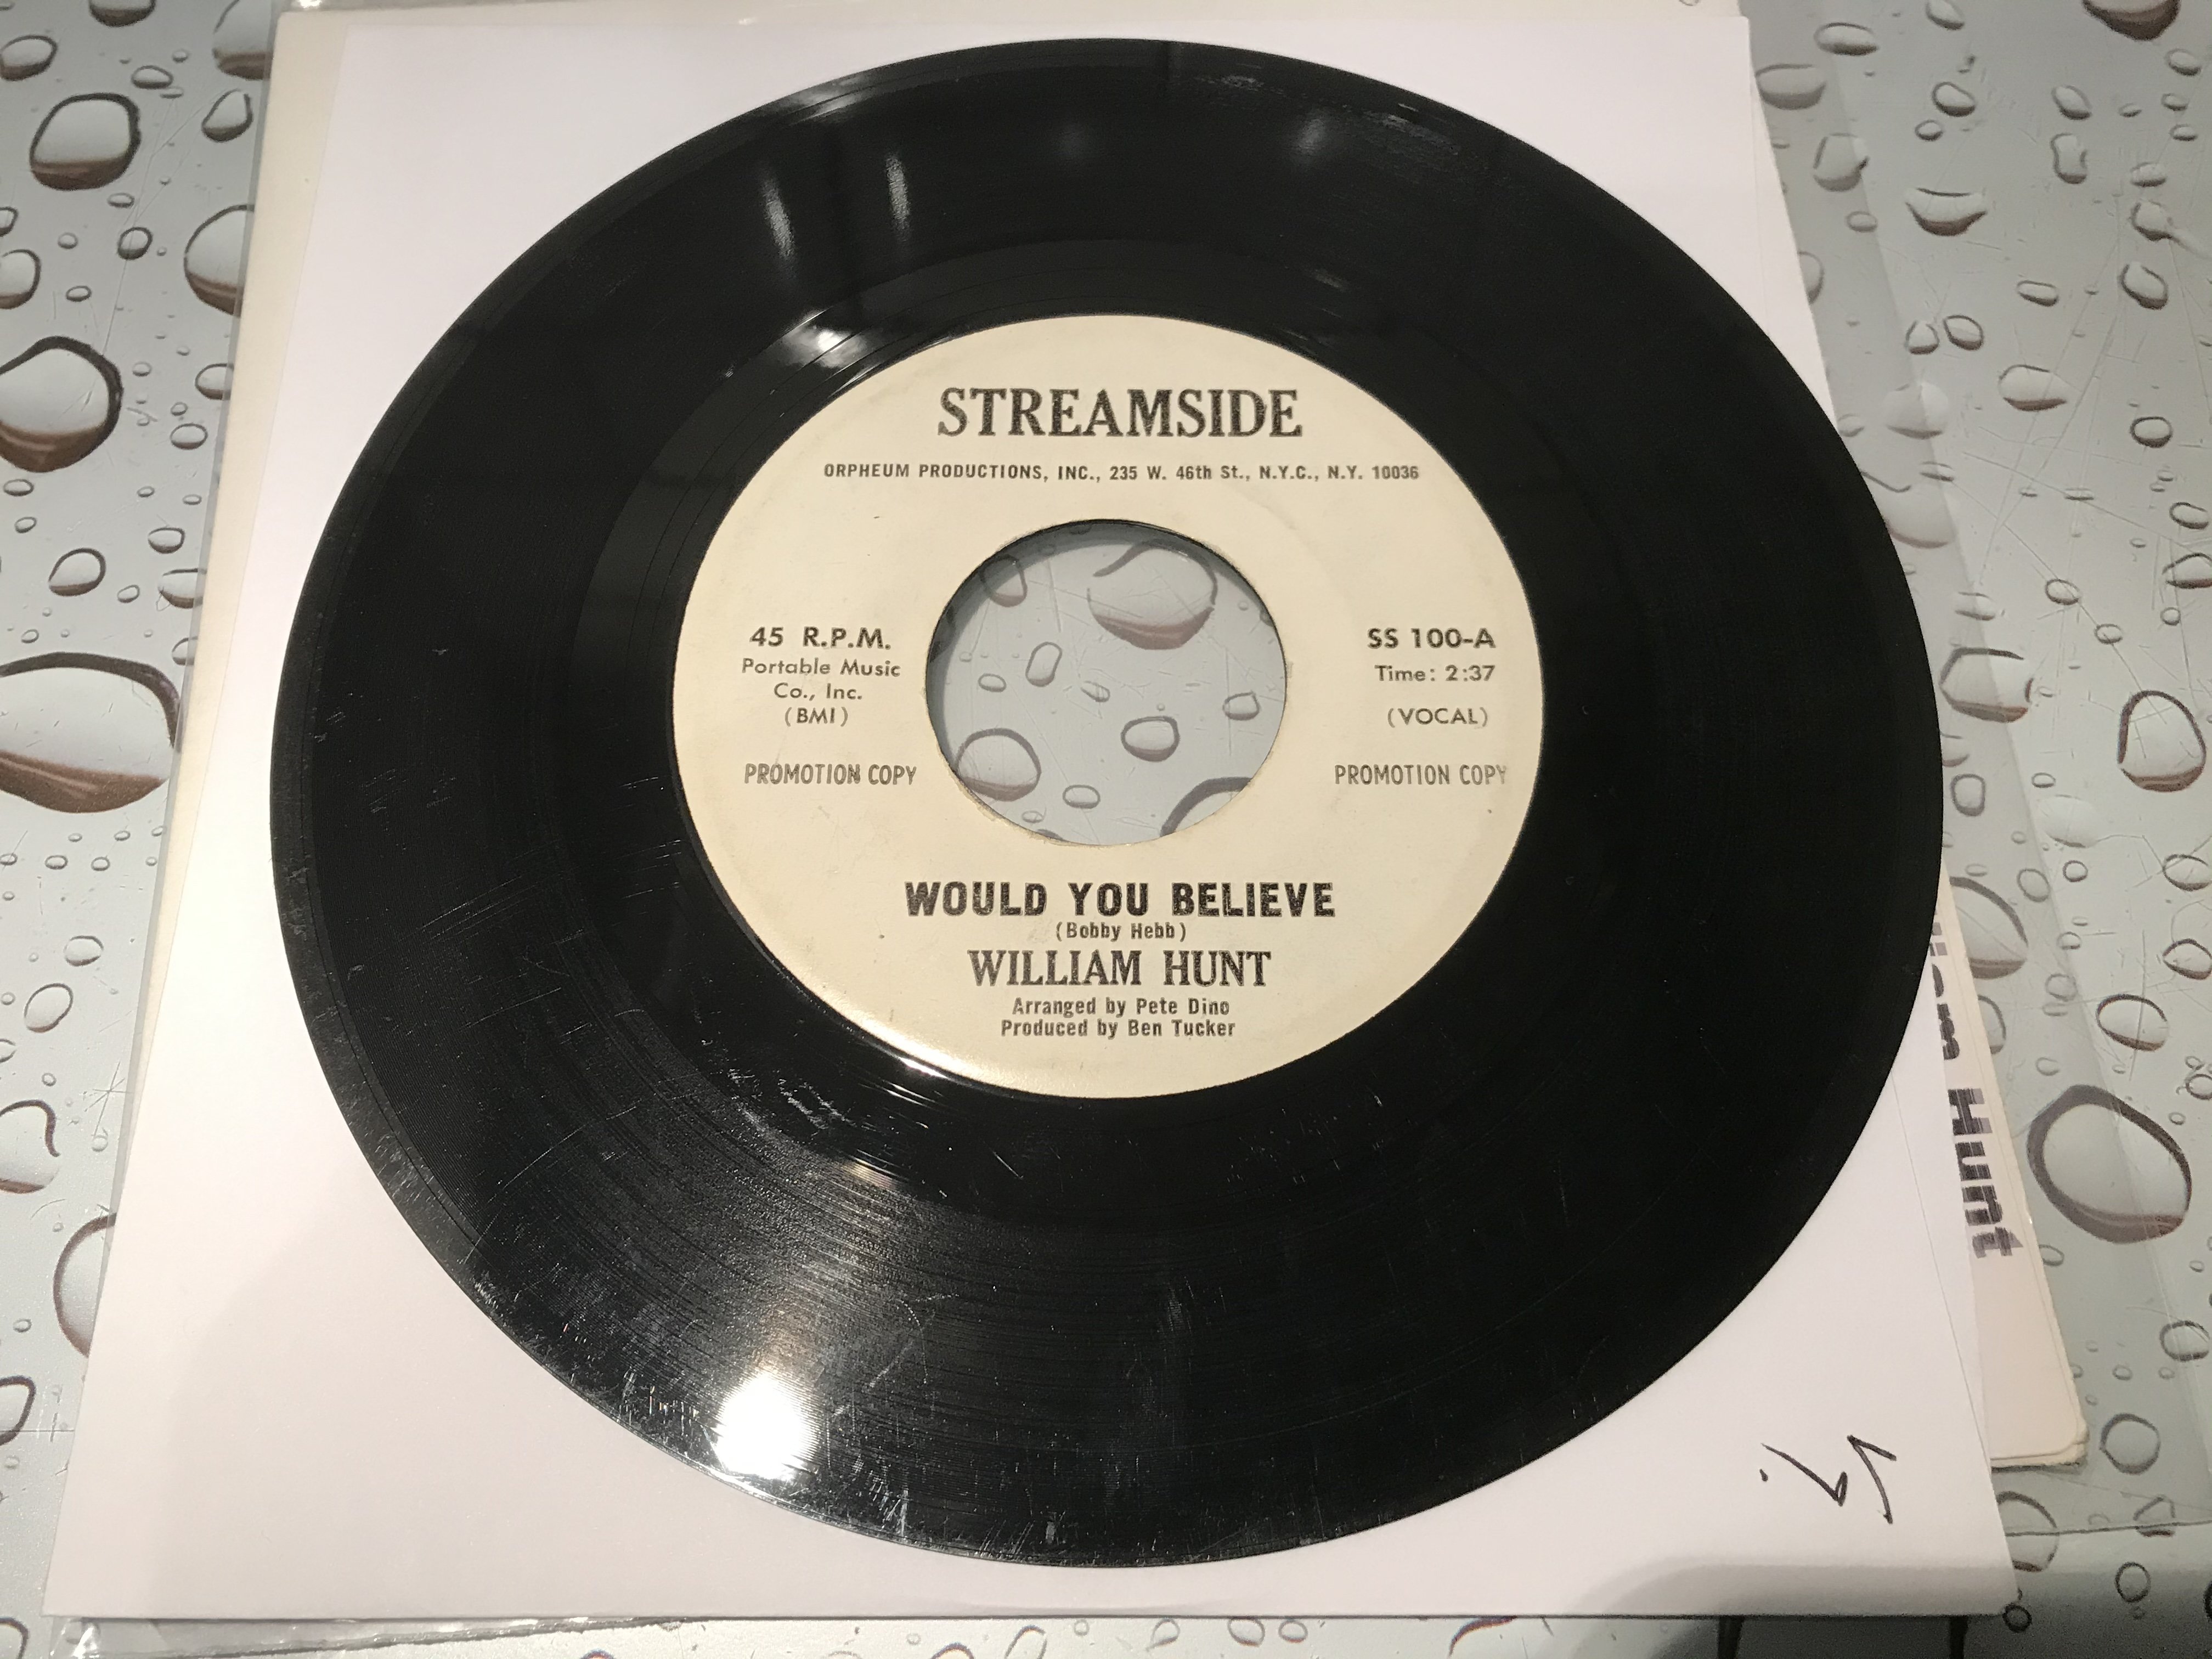 STREAMSIDE
ORPHEUM PRODUCTIONS, INC., 235 W. 46th St., N.Y.C., N.Y. 10036
45 R.P.M.
Portable Music
Co., Inc.
(BMI)
PROMOTION COPY
SS 100-A
Time: 2:37
(VOCAL)
PROMOTION COPY
WOULD YOU BELIEVE
(Bobby Hebb)
WILLIAM HUNT
Arranged by Pete Dino
Produced by Ben Tucker
Hunt